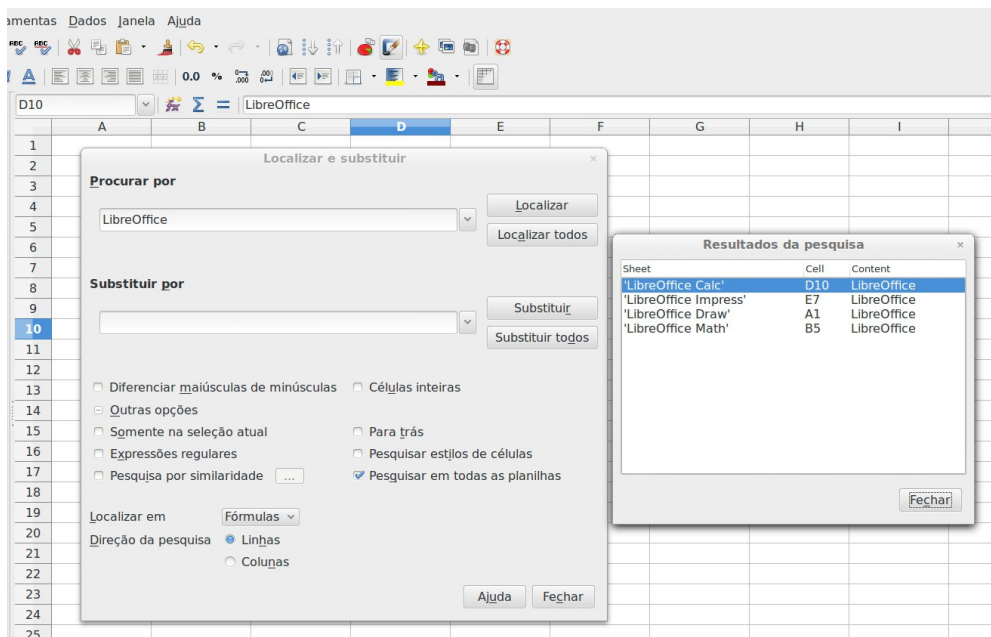 amentas Dados Janela Ajuda
ABC ABC
A 0.0 % .000 .00
D10 LibreOffice
A B C D E F G H I
1
2
3
4
5
6
7
8
9
10
11
12
13
14
15
16
17
18
19
20
21
22
23
24
25
Localizar e substituir
Procurar por
LibreOffice
Localizar
Localizar todos
Substituir por
Substituir
Substituir todos
Diferenciar maiúsculas de minúsculas Células inteiras
Outras opções
Somente na seleção atual Para trás
Expressões regulares Pesquisar estilos de células
Pesquisa por similaridade ... Pesquisar em todas as planilhas
Localizar em Fórmulas
Direção da pesquisa Linhas
Colunas
Ajuda Fechar
Resultados da pesquisa
Sheet Cell Content
'LibreOffice Calc' D10 LibreOffice
'LibreOffice Impress' E7 LibreOffice
'LibreOffice Draw' A1 LibreOffice
'LibreOffice Math' B5 LibreOffice
Fechar